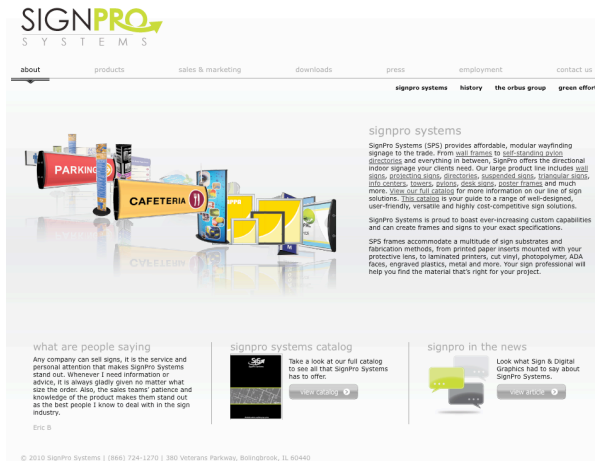 SIGNPRO
SYSTEMS
about products sales & marketing downloads press employment contact us
signpro systems history the orbus group green effort
PARKING
CAFETERIA
signpro systems
SignPro Systems (SPS) provides affordable, modular wayfinding
signage to the trade. From wall frames to self-standing pylon
directories and everything in between, SignPro offers the directional
indoor signage your clients need. Our large product line includes wall
signs, projecting signs, directories, suspended signs, triangular signs,
info centers, towers, pylons, desk signs, poster frames and much
more. View our full catalog for more information on our line of sign
solutions. This catalog is your guide to a range of well-designed,
user-friendly, versatile and highly cost-competitive sign solutions.
SignPro Systems is proud to boast ever-increasing custom capabilities
and can create frames and signs to your exact specifications.
SPS frames accommodate a multitude of sign substrates and
fabrication methods, from printed paper inserts mounted with your
protective lens, to laminated printers, cut vinyl, photopolymer, ADA
faces, engraved plastics, metal and more. Your sign professional will
help you find the material that's right for your project.
what are people saying
Any company can sell signs, it is the service and
personal attention that makes SignPro Systems
stand out. Whenever I need information or
advice, it is always gladly given no matter what
size the order. Also, the sales teams' patience and
knowledge of the product makes them stand out
as the best people I know to deal with in the sign
industry.
Eric B
signpro systems catalog
Take a look at our full catalog
to see all that SignPro Systems
has to offer.
view catalog
signpro in the news
Look what Sign & Digital
Graphics had to say about
SignPro Systems.
view article
© 2010 SignPro Systems | (866) 724-1270 | 380 Veterans Parkway, Bolingbrook, IL 60440